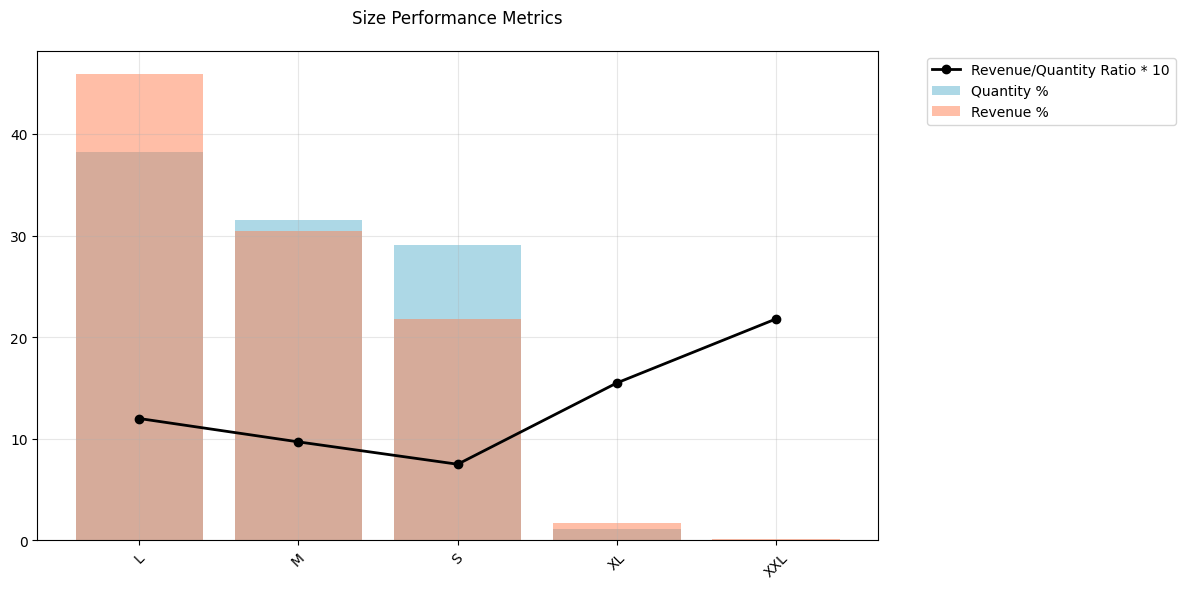 Size Performance Metrics
Revenue/Quantity Ratio * 10
Quantity %
Revenue %
40
30
20
10
0
L
M
S
XL
XXL